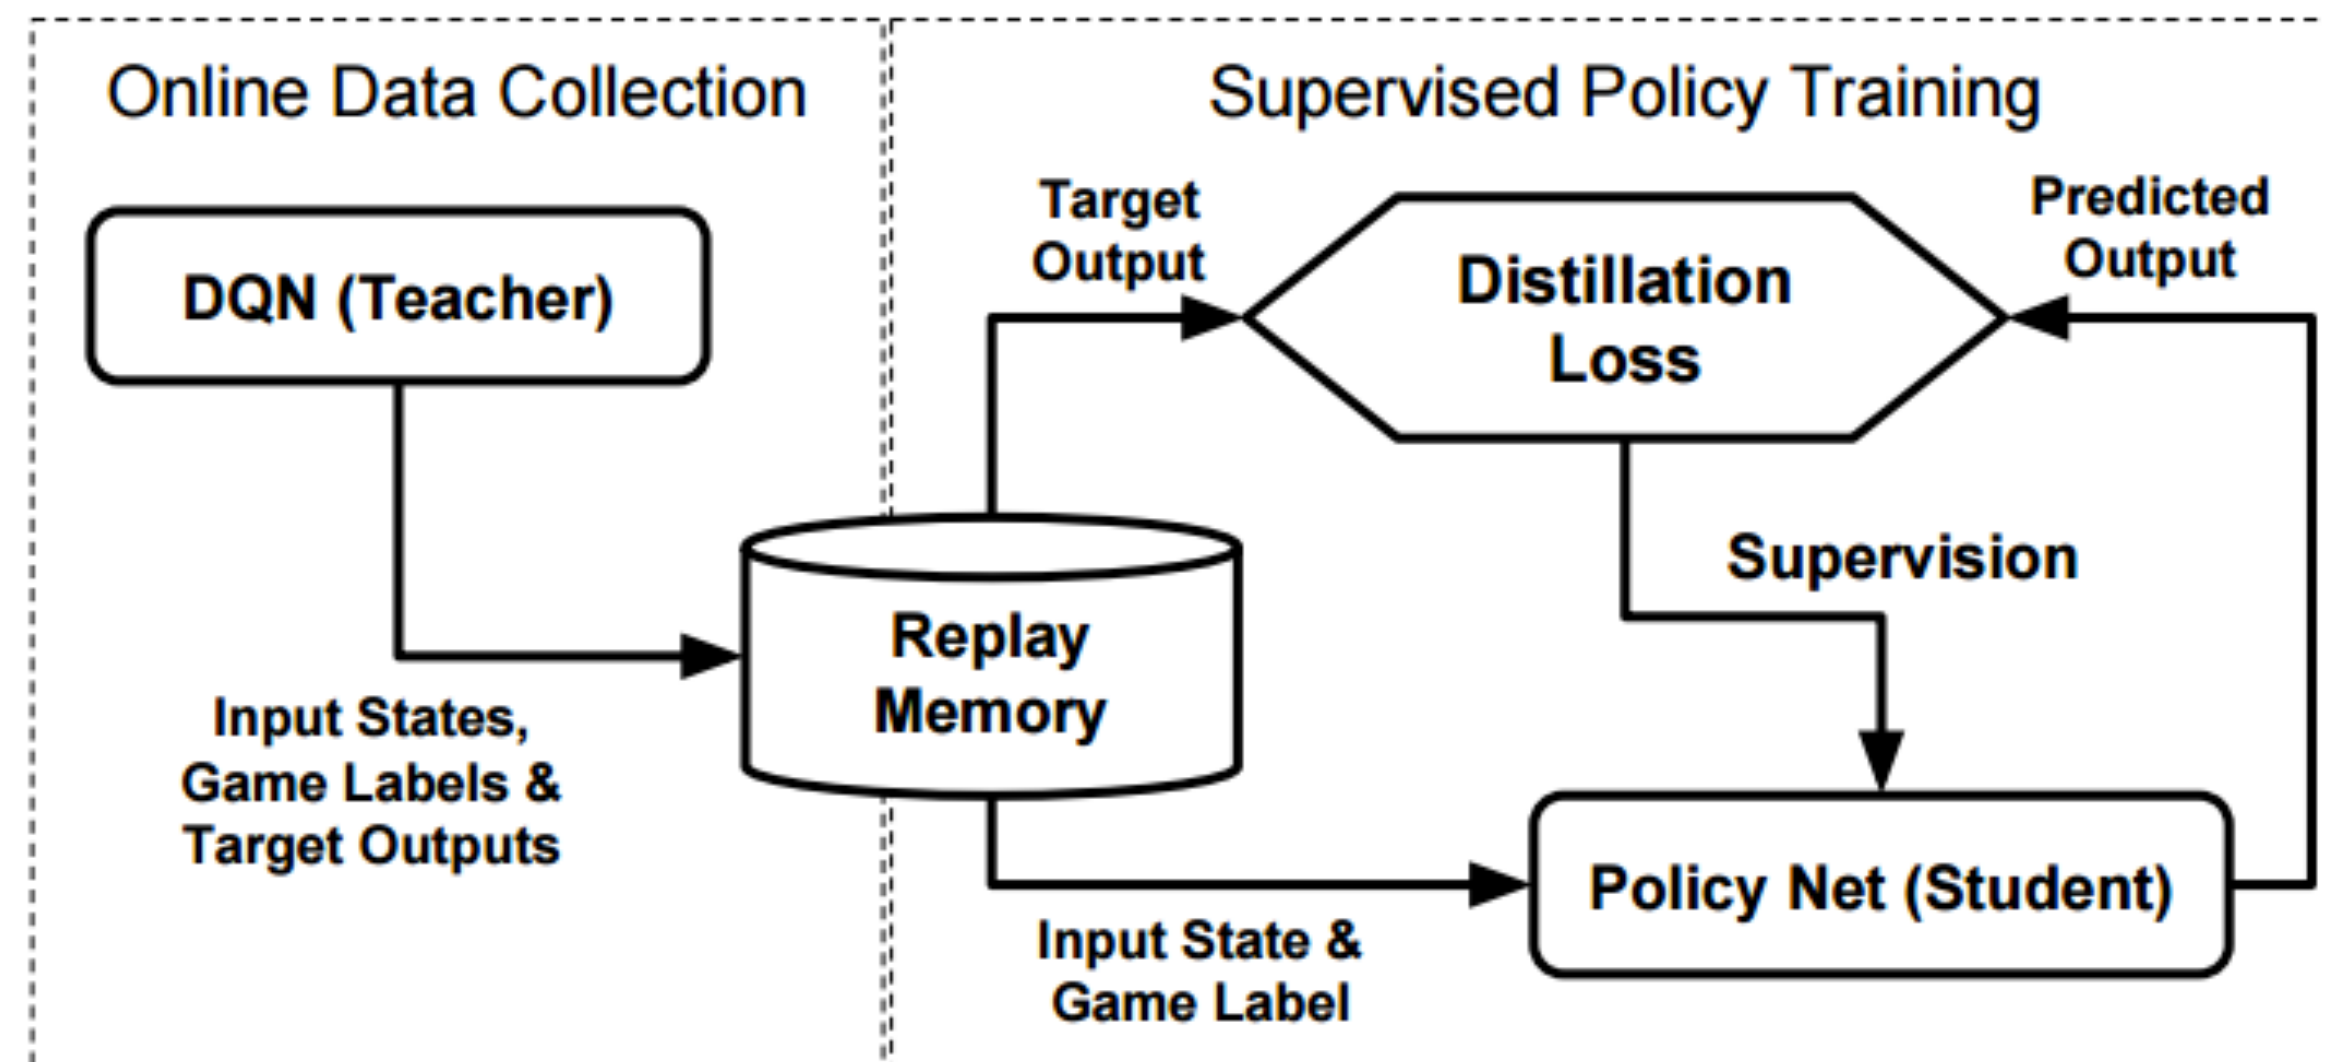 Online Data Collection
Supervised Policy Training
DQN (Teacher)
Target
Output
Distillation
Loss
Predicted
Output
Supervision
Replay
Memory
Input States,
Game Labels &
Target Outputs
Policy Net (Student)
Input State &
Game Label